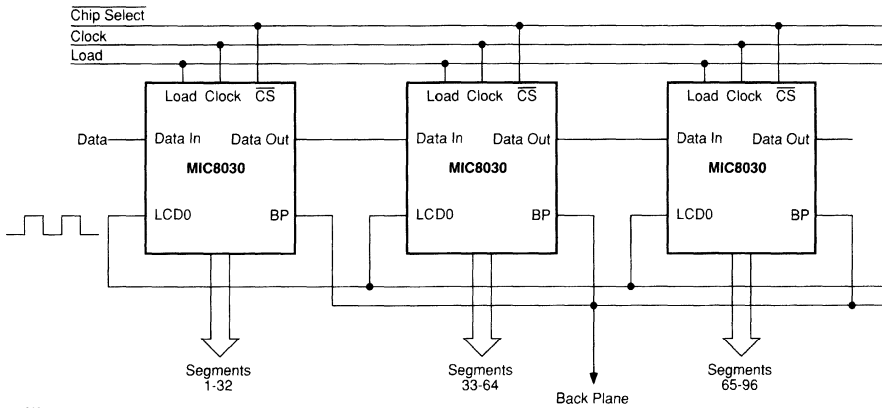 Chip Select
Clock
Load
Load Clock CS
Load Clock CS
Load Clock CS
Data
Data In Data Out
Data In Data Out
Data In Data Out
MIC8030
MIC8030
MIC8030
LCD0 BP
LCD0 BP
LCD0 BP
Segments
1-32
Segments
33-64
Segments
65-96
Back Plane